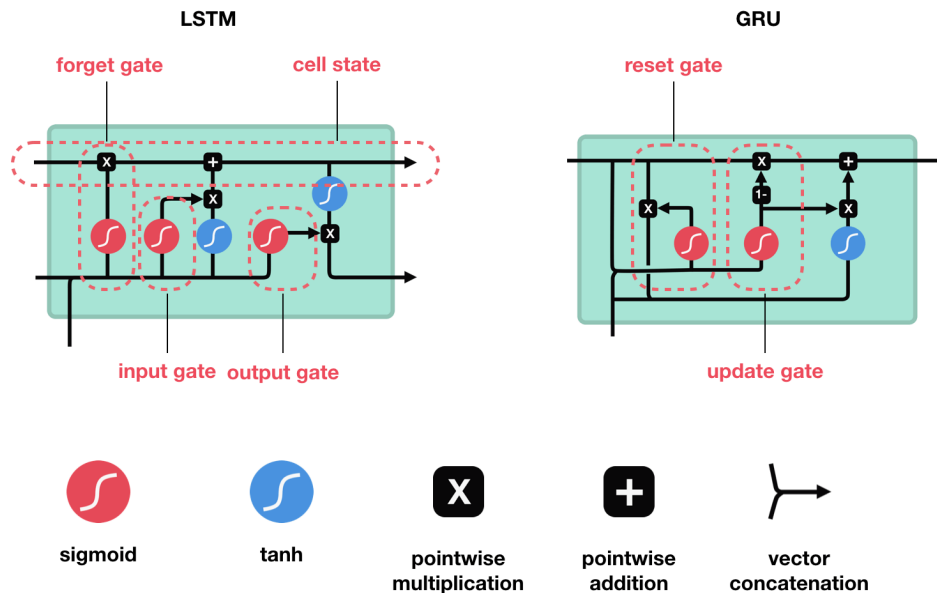 LSTM
GRU
forget gate
cell state
reset gate
X
+
X
+
X
1-
X
X
X
input gate
output gate
update gate
X
+
sigmoid
tanh
pointwise
multiplication
pointwise
addition
vector
concatenation